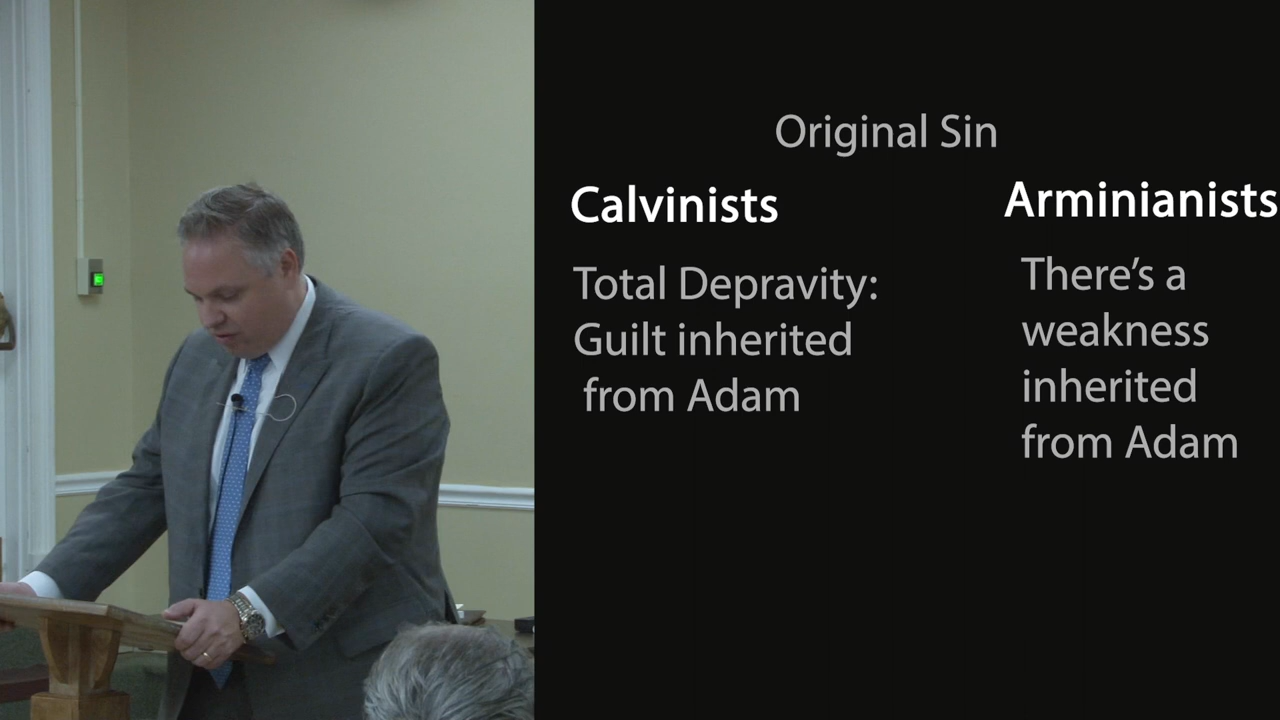 Original Sin
Calvinists
Total Depravity:
Guilt inherited
from Adam
Arminianists
There’s a
weakness
inherited
from Adam